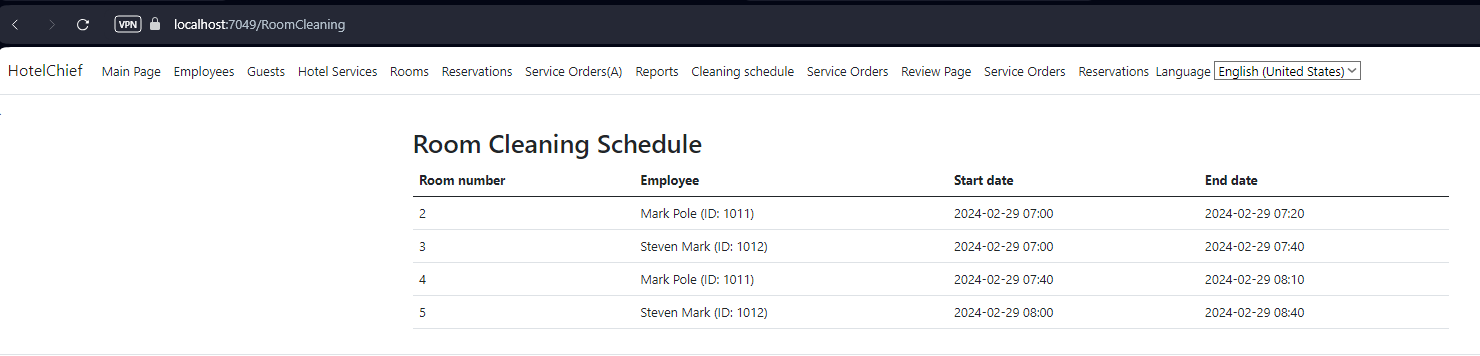 VPN localhost:7049/RoomCleaning
HotelChief Main Page Employees Guests Hotel Services Rooms Reservations Service Orders(A) Reports Cleaning schedule Service Orders Review Page Service Orders Reservations Language English (United States)
Room Cleaning Schedule
Room number Employee Start date End date
2 Mark Pole (ID: 1011) 2024-02-29 07:00 2024-02-29 07:20
3 Steven Mark (ID: 1012) 2024-02-29 07:00 2024-02-29 07:40
4 Mark Pole (ID: 1011) 2024-02-29 07:40 2024-02-29 08:10
5 Steven Mark (ID: 1012) 2024-02-29 08:00 2024-02-29 08:40